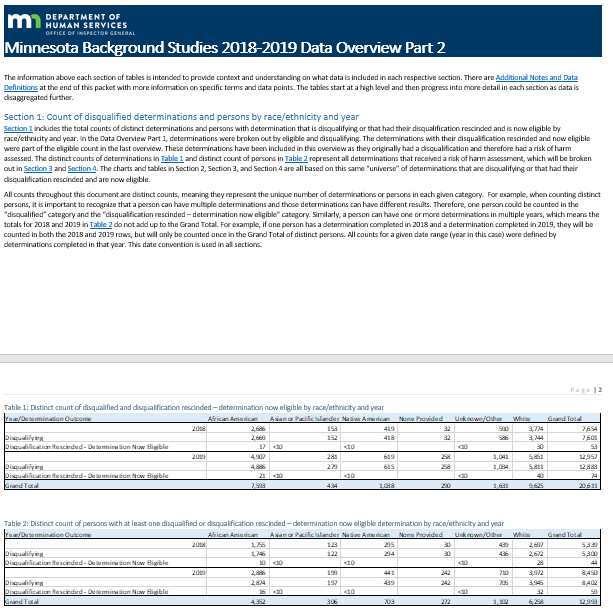 DEPARTMENT OF
HUMAN SERVICES
OFFICE OF INSPECTOR GENERAL
Minnesota Background Studies 2018-2019 Data Overview Part 2
The information above each section of tables is intended to provide context and understanding on what data is included in each respective section. There are Additional Notes and Data
Definitions at the end of this packet with more information on specific terms and data points. The tables start at a high level and then progress into more detail in each section as data is
disaggregated further.
Section 1: Count of disqualified determinations and persons by race/ethnicity and year
Section 1 includes the total counts of distinct determinations and persons with determination that is disqualifying or that had their disqualification rescinded and is now eligible by
race/ethnicity and year. In the Data Overview Part 1, determinations were broken out by eligible and disqualifying. The determinations with their disqualification rescinded and now eligible
were part of the eligible count in the last overview. These determinations have been included in this overview as they originally had a disqualification and therefore had a risk of harm
assessed. The distinct counts of determinations in Table 1 and distinct count of persons in Table 2 represent all determinations that received a risk of harm assessment, which will be broken
out in Section 3 and Section 4. The charts and tables in Section 2, Section 3, and Section 4 are all based on this same "universe" of determinations that are disqualifying or that had their
disqualification rescinded and are now eligible.
All counts throughout this document are distinct counts, meaning they represent the unique number of determinations or persons in each given category. For example, when counting distinct
persons, it is important to recognize that a person can have multiple determinations and those determinations can have different results. Therefore, one person could be counted in the
"disqualified" category and the "disqualification rescinded – determination now eligible" category. Similarly, a person can have one or more determinations in multiple years, which means the
totals for 2018 and 2019 in Table 2 do not add up to the Grand Total. For example, if one person has a determination completed in 2018 and a determination completed in 2019, they will be
counted in both the 2018 and 2019 rows, but will only be counted once in the Grand Total of distinct persons. All counts for a given date range (year in this case) were defined by
determinations completed in that year. This date convention is used in all sections.
Page | 2
Table 1: Distinct count of disqualified and disqualification rescinded – determination now eligible by race/ethnicity and year
Year/Determination Outcome African American Asian or Pacific Islander Native American None Provided Unknown/Other White Grand Total
2018 2,686 153 419 32 590 3,774 7,654
Disqualifying 2,669 152 418 32 586 3,744 7,601
Disqualification Rescinded - Determination Now Eligible 17 <10 <10 <10 30 53
2019 4,907 281 619 258 1,041 5,851 12,957
Disqualifying 4,886 279 615 258 1,034 5,811 12,883
Disqualification Rescinded - Determination Now Eligible 21 <10 <10 <10 40 74
Grand Total 7,593 434 1,038 290 1,631 9,625 20,611
Table 2: Distinct count of persons with at least one disqualified or disqualification rescinded – determination now eligible determination by race/ethnicity and year
Year/Determination Outcome African American Asian or Pacific Islander Native American None Provided Unknown/Other White Grand Total
2018 1,755 123 295 30 439 2,697 5,339
Disqualifying 1,746 122 294 30 436 2,672 5,300
Disqualification Rescinded - Determination Now Eligible 10 <10 <10 <10 28 44
2019 2,886 199 441 242 710 3,972 8,450
Disqualifying 2,874 197 439 242 705 3,945 8,402
Disqualification Rescinded - Determination Now Eligible 16 <10 <10 <10 32 59
Grand Total 4,352 306 703 272 1,102 6,258 12,993